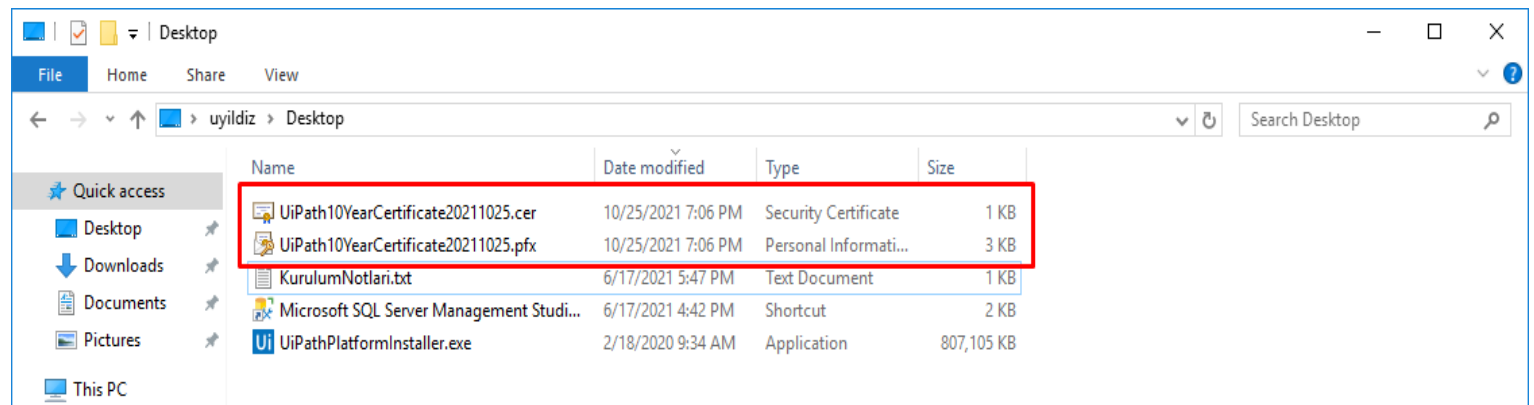 Desktop
File Home Share View
uyildiz > Desktop Search Desktop
Name Date modified Type Size
Quick access
UiPath10YearCertificate20211025.cer 10/25/2021 7:06 PM Security Certificate 1 KB
Desktop
UiPath10YearCertificate20211025.pfx 10/25/2021 7:06 PM Personal Informati... 3 KB
Downloads
KurulumNotlari.txt 6/17/2021 5:47 PM Text Document 1 KB
Documents
Microsoft SQL Server Management Studi... 6/17/2021 4:42 PM Shortcut 2 KB
Pictures
Ui UiPathPlatformInstaller.exe 2/18/2020 9:34 AM Application 807,105 KB
This PC